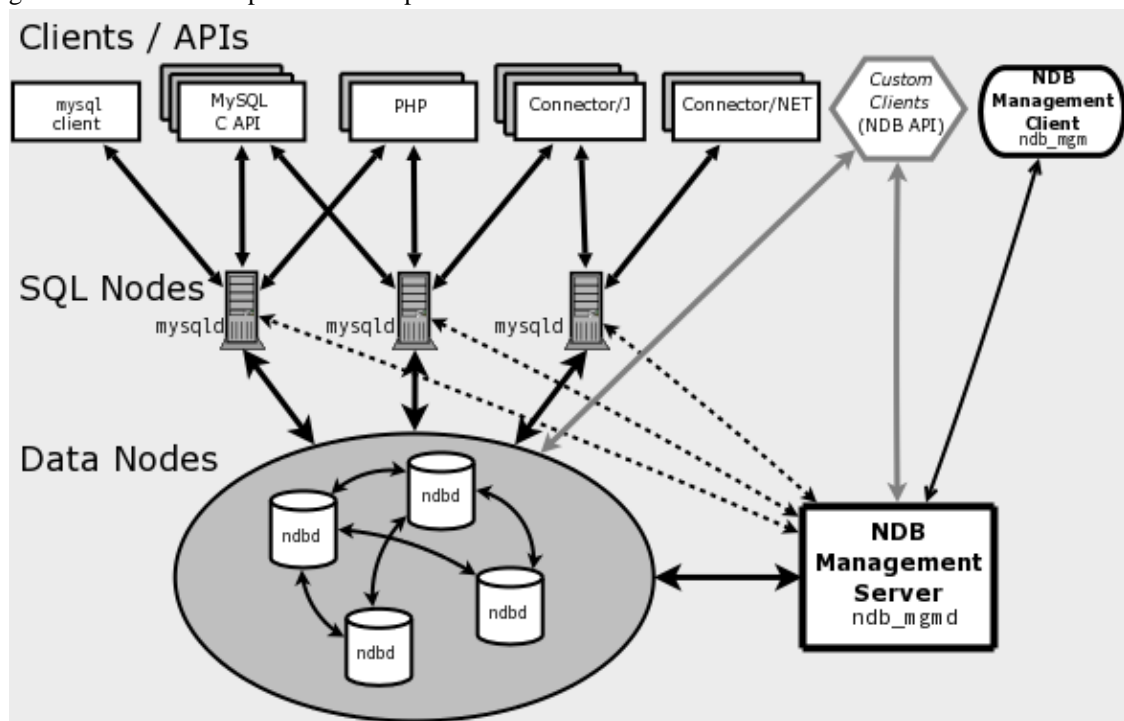 Clients / APIs
mysql
client
MySQL
C API
PHP
Connector/J
Connector/NET
Custom
Clients
(NDB API)
NDB
Management
Client
ndb_mgm
SQL Nodes
mysqld
mysqld
mysqld
Data Nodes
ndbd
ndbd
ndbd
ndbd
NDB
Management
Server
ndb_mgmd